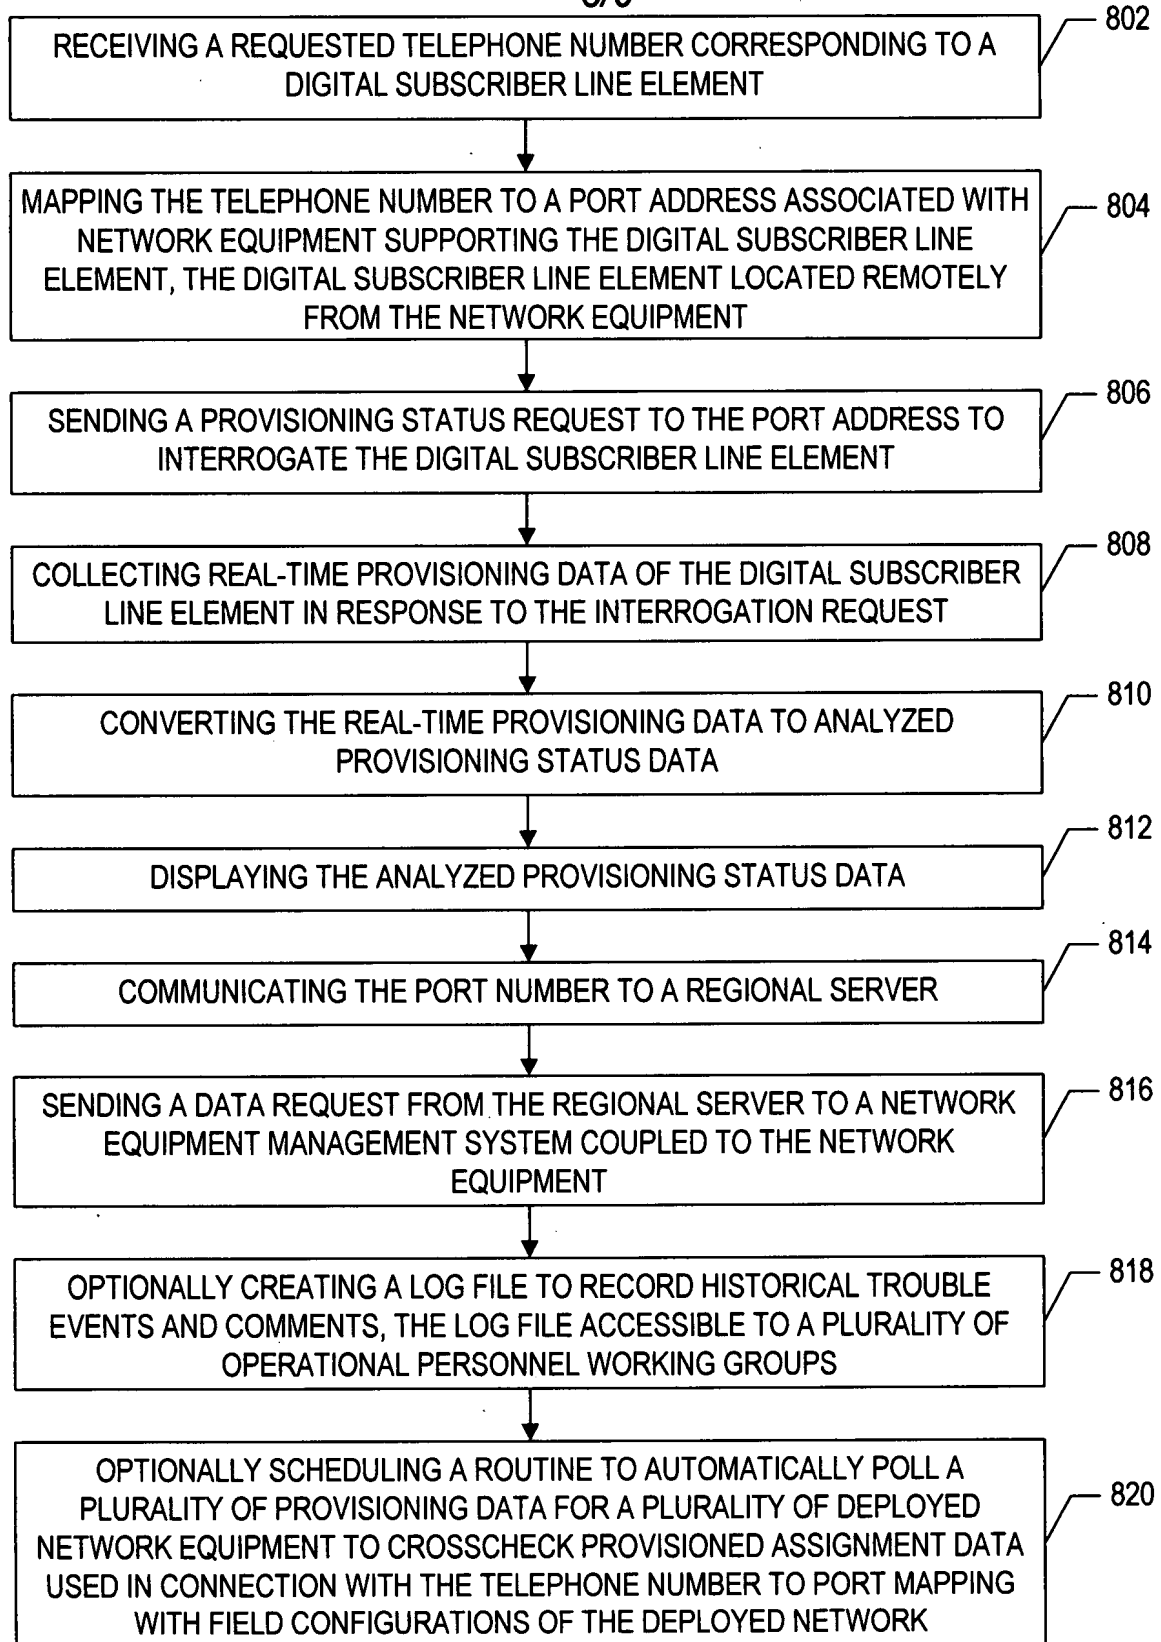 802
RECEIVING A REQUESTED TELEPHONE NUMBER CORRESPONDING TO A
DIGITAL SUBSCRIBER LINE ELEMENT
804
MAPPING THE TELEPHONE NUMBER TO A PORT ADDRESS ASSOCIATED WITH
NETWORK EQUIPMENT SUPPORTING THE DIGITAL SUBSCRIBER LINE
ELEMENT, THE DIGITAL SUBSCRIBER LINE ELEMENT LOCATED REMOTELY
FROM THE NETWORK EQUIPMENT
806
SENDING A PROVISIONING STATUS REQUEST TO THE PORT ADDRESS TO
INTERROGATE THE DIGITAL SUBSCRIBER LINE ELEMENT
808
COLLECTING REAL-TIME PROVISIONING DATA OF THE DIGITAL SUBSCRIBER
LINE ELEMENT IN RESPONSE TO THE INTERROGATION REQUEST
810
CONVERTING THE REAL-TIME PROVISIONING DATA TO ANALYZED
PROVISIONING STATUS DATA
812
DISPLAYING THE ANALYZED PROVISIONING STATUS DATA
814
COMMUNICATING THE PORT NUMBER TO A REGIONAL SERVER
816
SENDING A DATA REQUEST FROM THE REGIONAL SERVER TO A NETWORK
EQUIPMENT MANAGEMENT SYSTEM COUPLED TO THE NETWORK
EQUIPMENT
818
OPTIONALLY CREATING A LOG FILE TO RECORD HISTORICAL TROUBLE
EVENTS AND COMMENTS, THE LOG FILE ACCESSIBLE TO A PLURALITY OF
OPERATIONAL PERSONNEL WORKING GROUPS
820
OPTIONALLY SCHEDULING A ROUTINE TO AUTOMATICALLY POLL A
PLURALITY OF PROVISIONING DATA FOR A PLURALITY OF DEPLOYED
NETWORK EQUIPMENT TO CROSSCHECK PROVISIONED ASSIGNMENT DATA
USED IN CONNECTION WITH THE TELEPHONE NUMBER TO PORT MAPPING
WITH FIELD CONFIGURATIONS OF THE DEPLOYED NETWORK